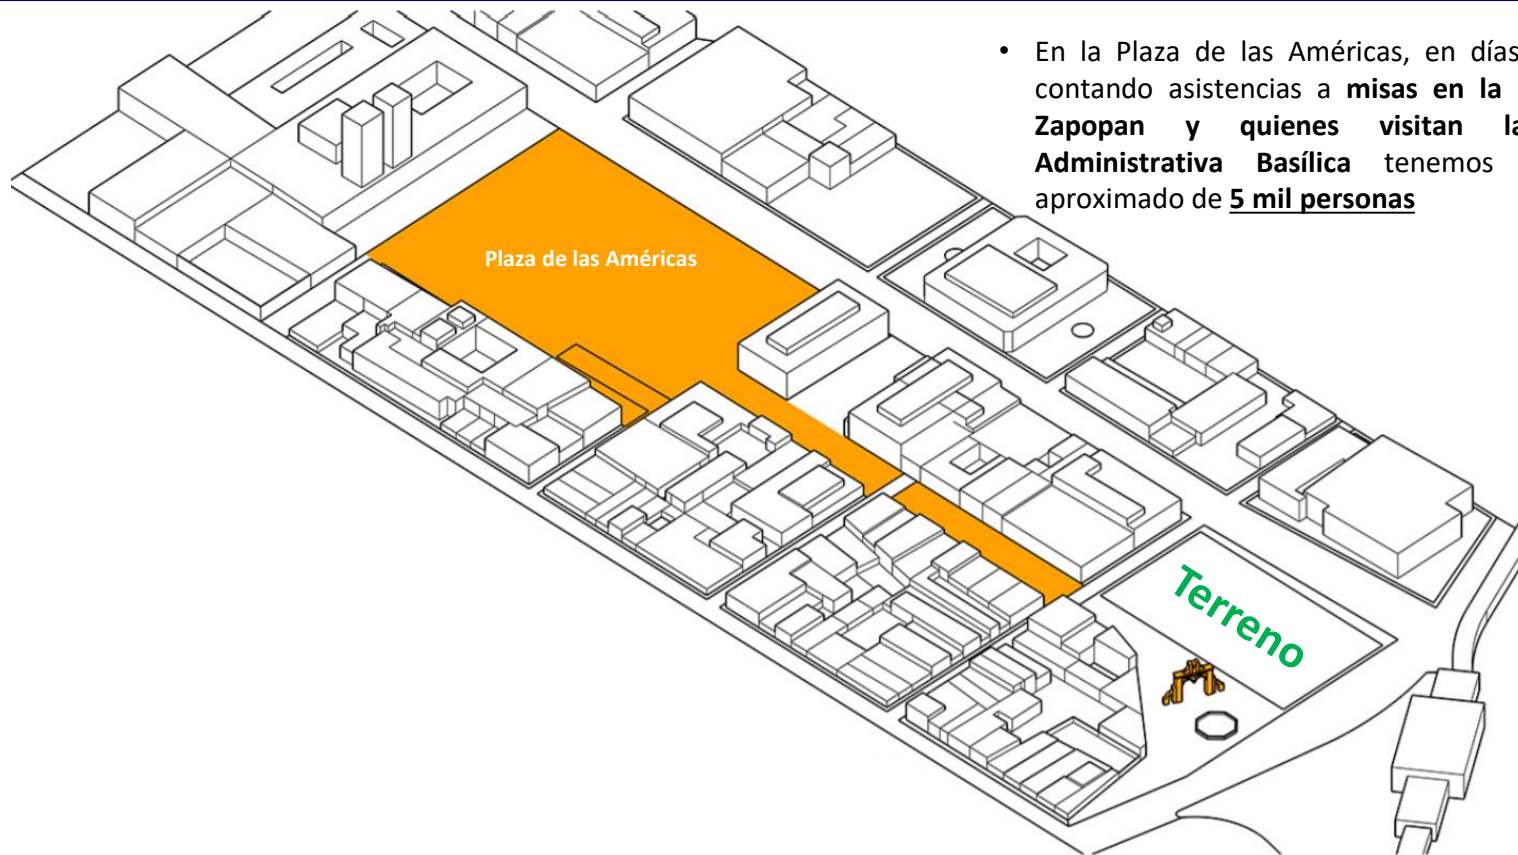 • En la Plaza de las Américas, en días
contando asistencias a misas en la
Zapopan y quienes visitan la
Administrativa Basílica tenemos
aproximado de 5 mil personas
Plaza de las Américas
Terreno